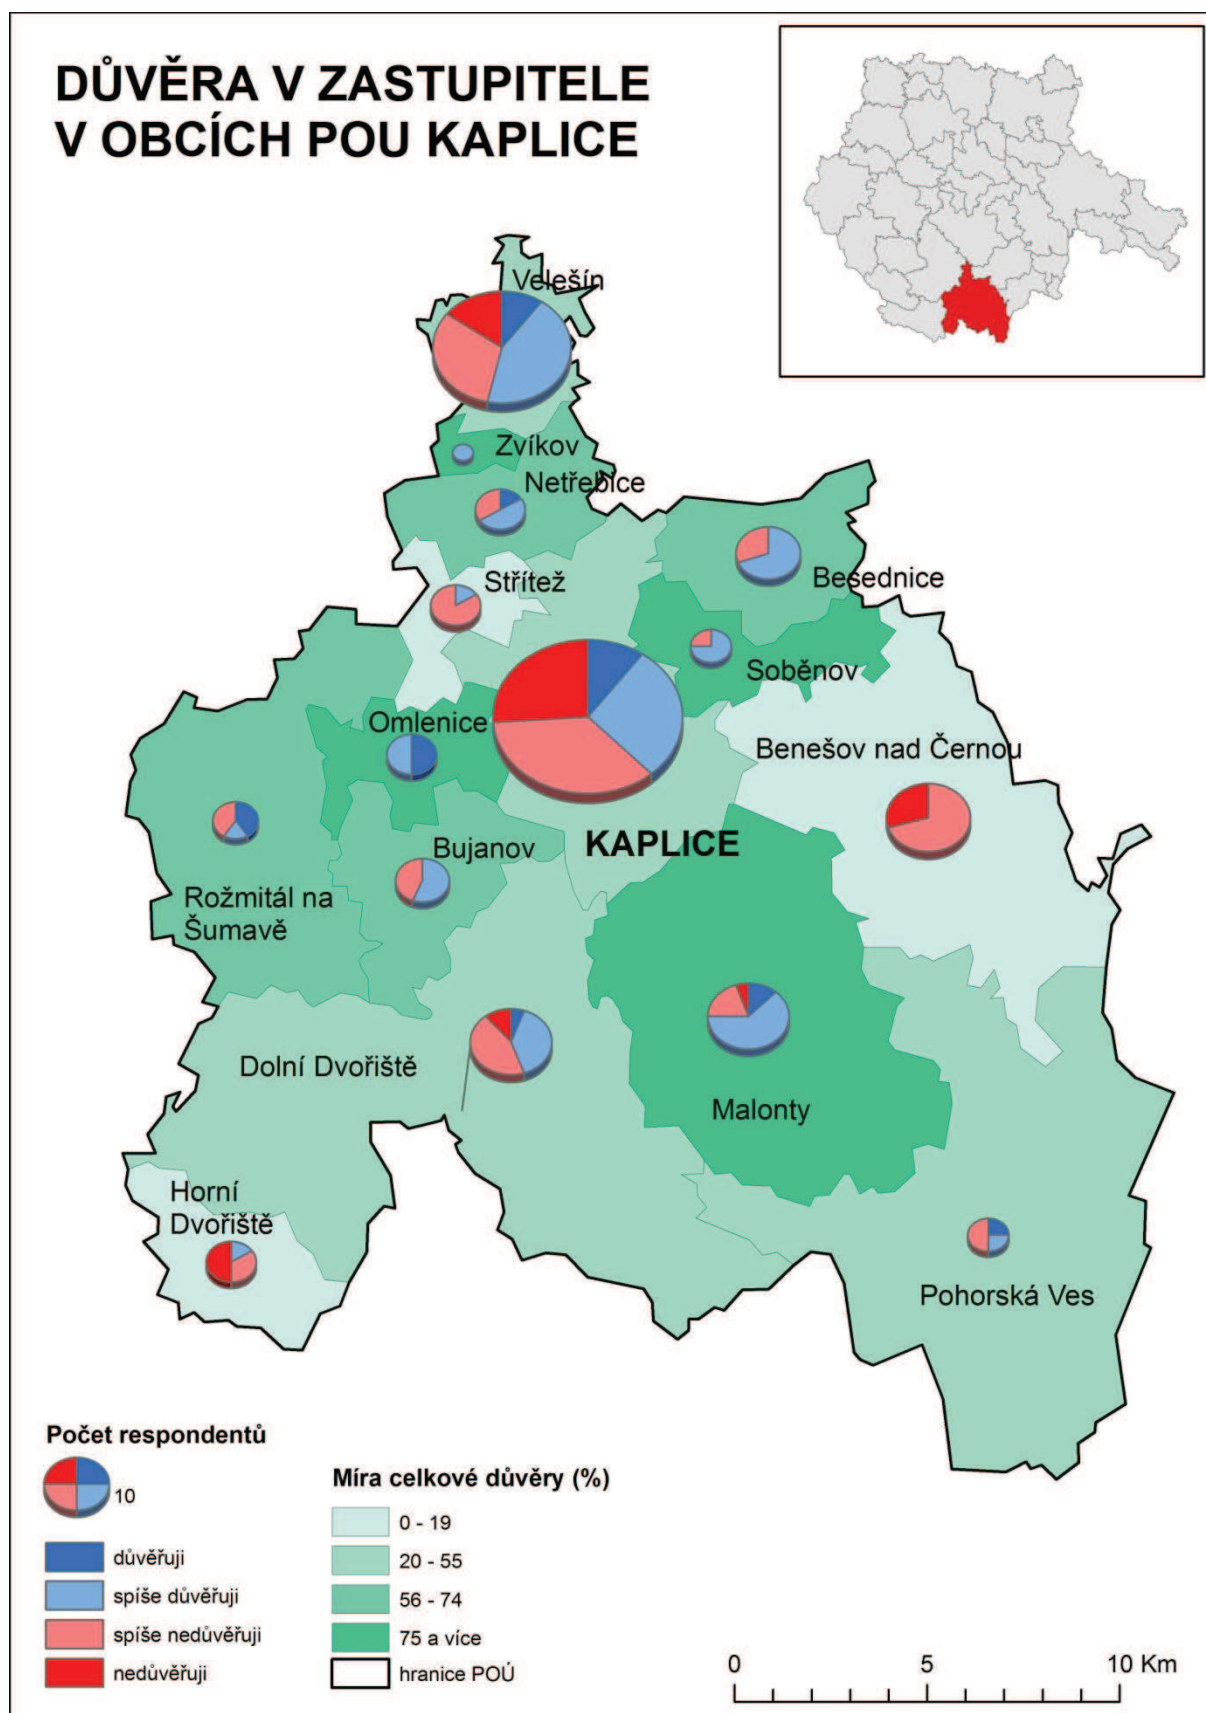 DŮVĚRA V ZASTUPITELE
V OBCÍCH POU KAPLICE
Velešín
Zvíkov
Netřebice
Střítež
Besednice
Soběnov
Omlenice
Benešov nad Černou
KAPLICE
Bujanov
Rožmitál na
Šumavě
Dolní Dvořiště
Malonty
Horní
Dvořiště
Pohorská Ves
Počet respondentů
10
důvěřuji
spíše důvěřuji
spíše nedůvěřuji
nedůvěřuji
Míra celkové důvěry (%)
0 - 19
20 - 55
56 - 74
75 a více
hranice POÚ
0 5 10 Km